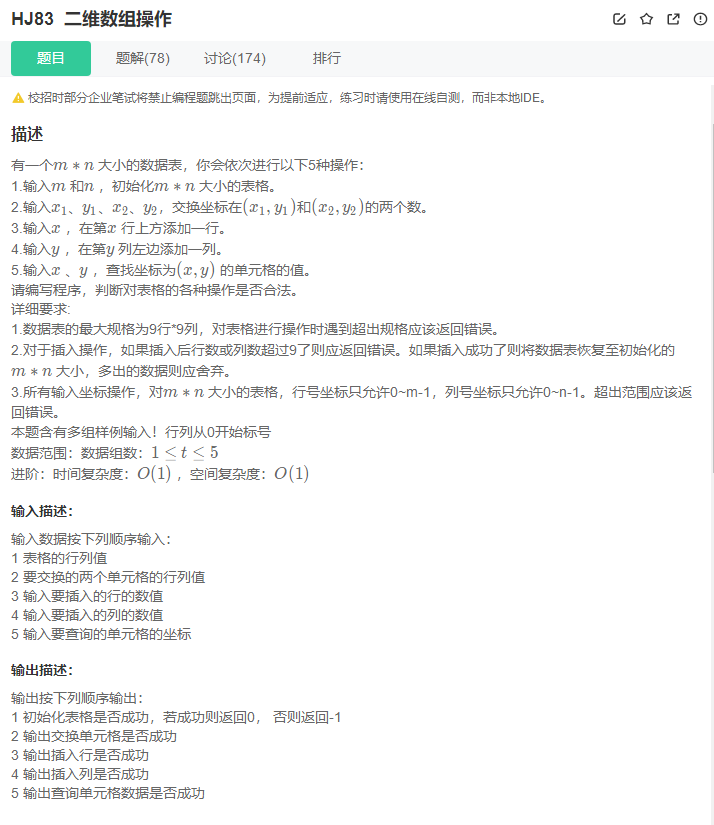 HJ83 二维数组操作
题目 题解(78) 讨论(174) 排行
校招时部分企业笔试将禁止编程题跳出页面，为提前适应，练习时请使用在线自测，而非本地IDE。
描述
有一个m * n 大小的数据表，你会依次进行以下5种操作：
1.输入m 和n ，初始化m * n 大小的表格。
2.输入x₁、y₁、x₂、y₂，交换坐标在(x₁, y₁)和(x₂, y₂)的两个数。
3.输入x ，在第x 行上方添加一行。
4.输入y ，在第y 列左边添加一列。
5.输入x 、y ，查找坐标为(x, y) 的单元格的值。
请编写程序，判断对表格的各种操作是否合法。
详细要求:
1.数据表的最大规格为9行*9列，对表格进行操作时遇到超出规格应该返回错误。
2.对于插入操作，如果插入后行数或列数超过9了则应返回错误。如果插入成功了则将数据表恢复至初始化的
m * n 大小，多出的数据则应舍弃。
3.所有输入坐标操作，对m * n 大小的表格，行号坐标只允许0~m-1，列号坐标只允许0~n-1。超出范围应该返
回错误。
本题含有多组样例输入！行列从0开始标号
数据范围：数据组数：1 ≤ t ≤ 5
进阶：时间复杂度：O(1) ，空间复杂度：O(1)
输入描述：
输入数据按下列顺序输入：
1 表格的行列值
2 要交换的两个单元格的行列值
3 输入要插入的行的数值
4 输入要插入的列的数值
5 输入要查询的单元格的坐标
输出描述：
输出按下列顺序输出：
1 初始化表格是否成功，若成功则返回0， 否则返回-1
2 输出交换单元格是否成功
3 输出插入行是否成功
4 输出插入列是否成功
5 输出查询单元格数据是否成功